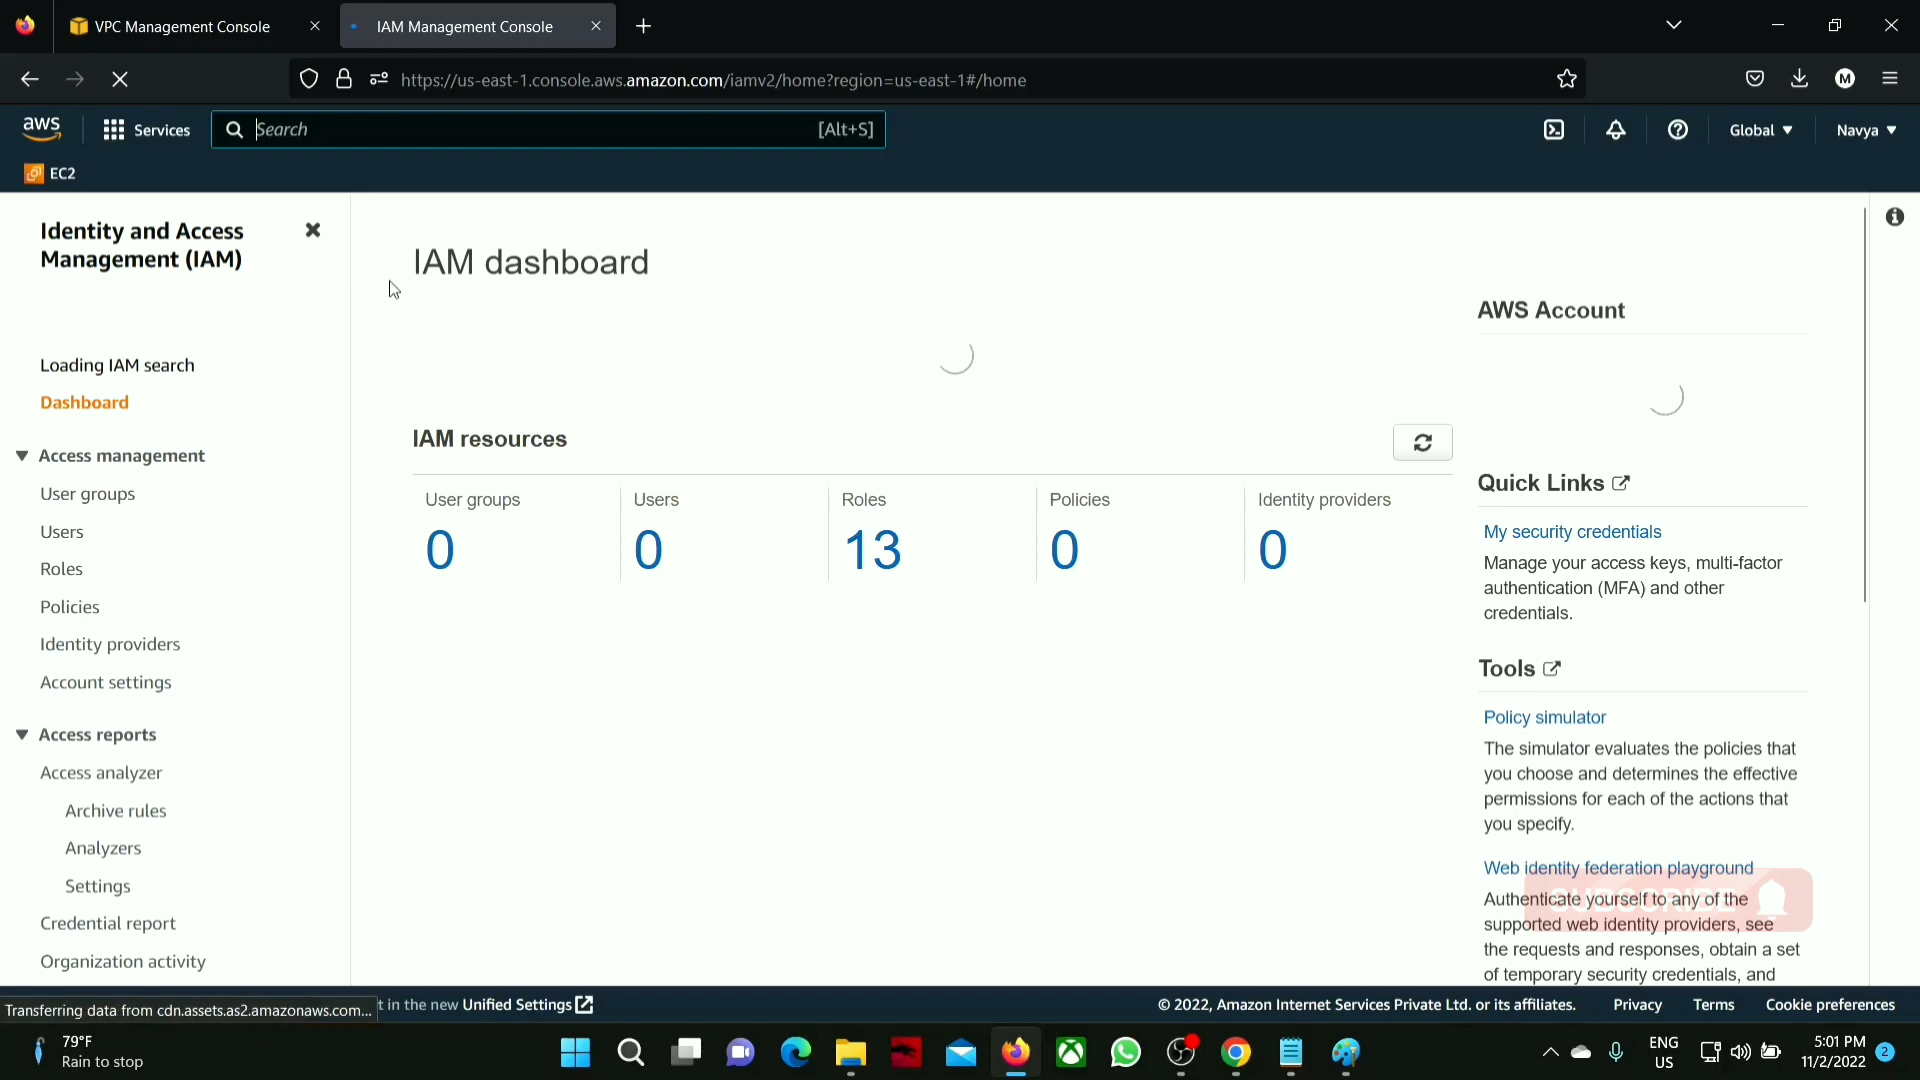 VPC Management Console
IAM Management Console
https://us-east-1.console.aws.amazon.com/iamv2/home?region=us-east-1#/home
M
aws
Services
Search
[Alt+S]
Global
Navya
EC2
Identity and Access
Management (IAM)
Loading IAM search
Dashboard
Access management
User groups
Users
Roles
Policies
Identity providers
Account settings
Access reports
Access analyzer
Archive rules
Analyzers
Settings
Credential report
Organization activity
IAM dashboard
IAM resources
User groups
0
Users
0
Roles
13
Policies
0
Identity providers
0
AWS Account
Quick Links
My security credentials
Manage your access keys, multi-factor
authentication (MFA) and other
credentials.
Tools
Policy simulator
The simulator evaluates the policies that
you choose and determines the effective
permissions for each of the actions that
you specify.
Web identity federation playground
SUBSCRIBE
Authenticate yourself to any of the
supported web identity providers, see
the requests and responses, obtain a set
of temporary security credentials, and
Transferring data from cdn.assets.as2.amazonaws.com...
t in the new Unified Settings
© 2022, Amazon Internet Services Private Ltd. or its affiliates.
Privacy
Terms
Cookie preferences
79°F
Rain to stop
ENG
US
5:01 PM
11/2/2022
2